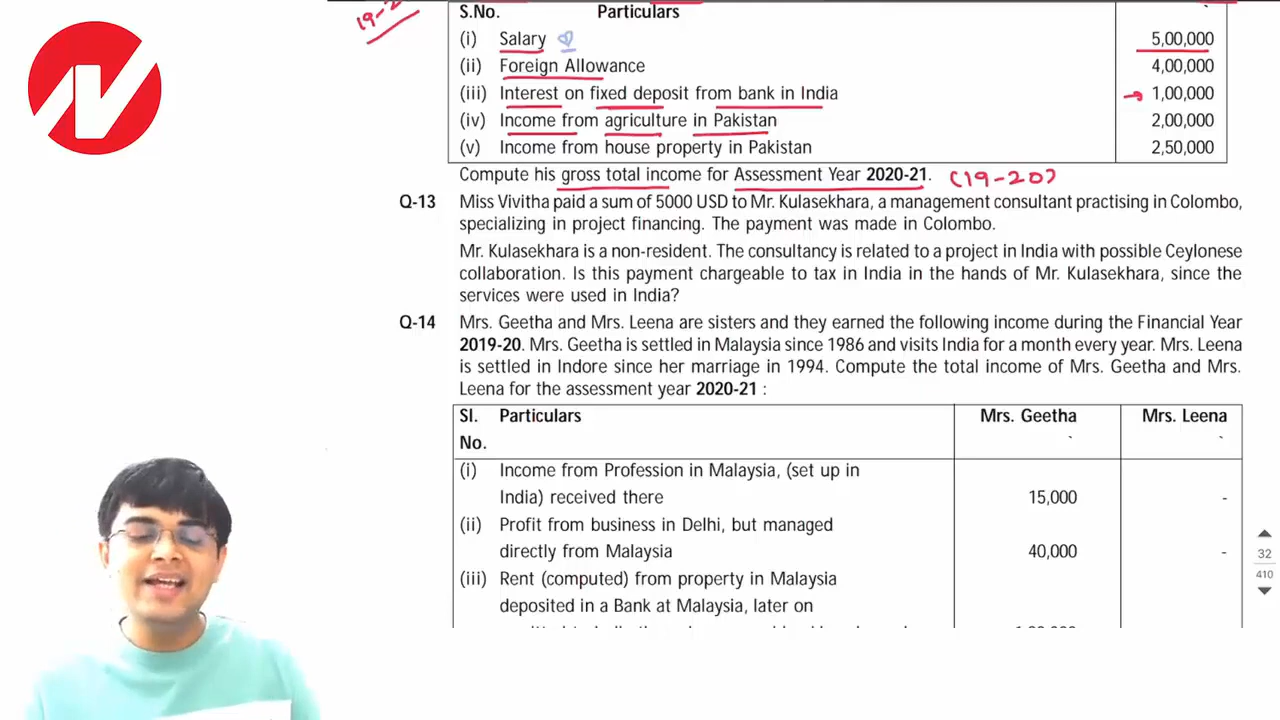 19-2
S.No. Particulars `
(i) Salary 5,00,000
(ii) Foreign Allowance 4,00,000
(iii) Interest on fixed deposit from bank in India 1,00,000
(iv) Income from agriculture in Pakistan 2,00,000
(v) Income from house property in Pakistan 2,50,000
Compute his gross total income for Assessment Year 2020-21. (19-20)
Q-13 Miss Vivitha paid a sum of 5000 USD to Mr. Kulasekhara, a management consultant practising in Colombo,
specializing in project financing. The payment was made in Colombo.
Mr. Kulasekhara is a non-resident. The consultancy is related to a project in India with possible Ceylonese
collaboration. Is this payment chargeable to tax in India in the hands of Mr. Kulasekhara, since the
services were used in India?
Q-14 Mrs. Geetha and Mrs. Leena are sisters and they earned the following income during the Financial Year
2019-20. Mrs. Geetha is settled in Malaysia since 1986 and visits India for a month every year. Mrs. Leena
is settled in Indore since her marriage in 1994. Compute the total income of Mrs. Geetha and Mrs.
Leena for the assessment year 2020-21 :
Sl. Particulars Mrs. Geetha Mrs. Leena
No. ` `
(i) Income from Profession in Malaysia, (set up in
India) received there 15,000 -
(ii) Profit from business in Delhi, but managed
directly from Malaysia 40,000 -
(iii) Rent (computed) from property in Malaysia
deposited in a Bank at Malaysia, later on
32
410